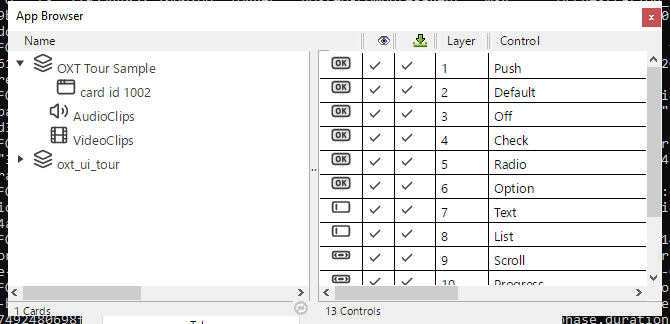 App Browser
Name
Layer Control
OXT Tour Sample
card id 1002
AudioClips
VideoClips
oxt_ui_tour
OK 1 Push
OK 2 Default
OK 3 Off
OK 4 Check
OK 5 Radio
OK 6 Option
7 Text
8 List
9 Scroll
10 Progress
1 Cards
13 Controls